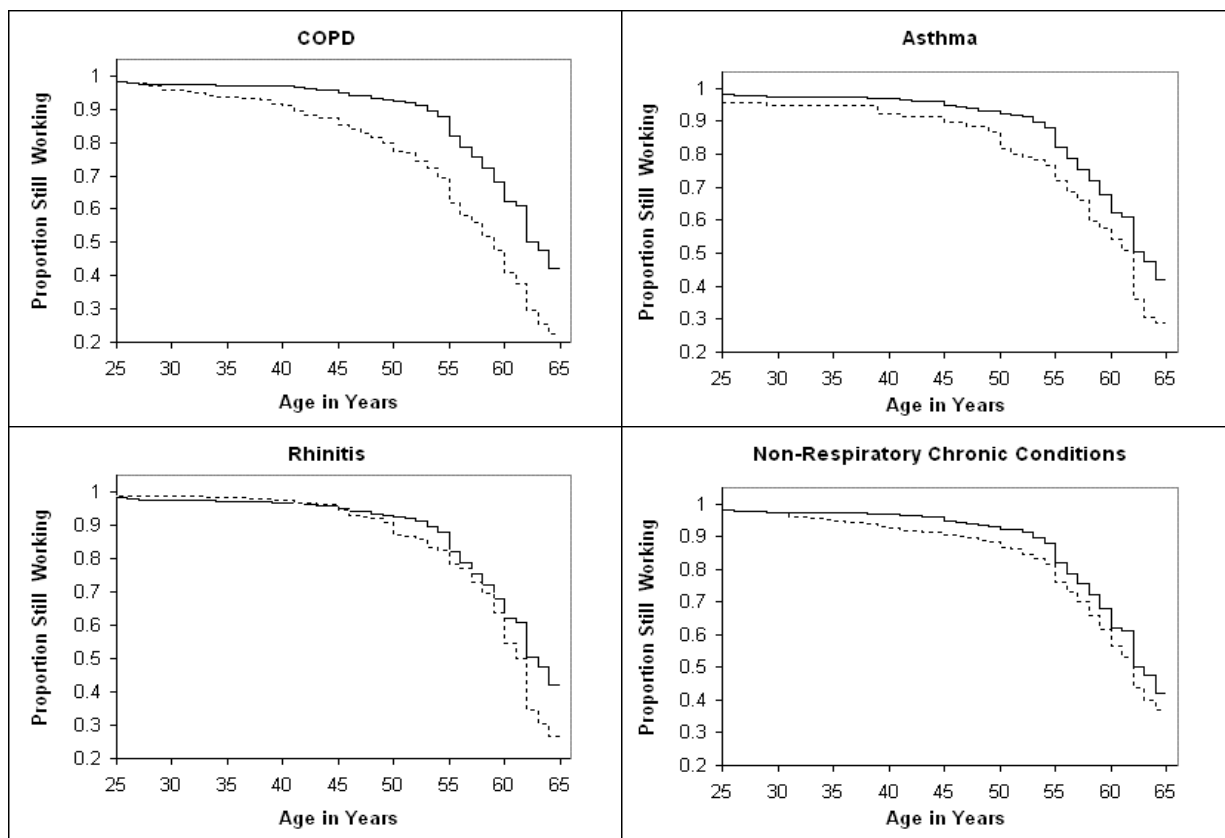 COPD
Proportion Still Working
1
0.9
0.8
0.7
0.6
0.5
0.4
0.3
0.2
25 30 35 40 45 50 55 60 65
Age in Years
Asthma
Proportion Still Working
1
0.9
0.8
0.7
0.6
0.5
0.4
0.3
0.2
25 30 35 40 45 50 55 60 65
Age in Years
Rhinitis
Proportion Still Working
1
0.9
0.8
0.7
0.6
0.5
0.4
0.3
0.2
25 30 35 40 45 50 55 60 65
Age in Years
Non-Respiratory Chronic Conditions
Proportion Still Working
1
0.9
0.8
0.7
0.6
0.5
0.4
0.3
0.2
25 30 35 40 45 50 55 60 65
Age in Years